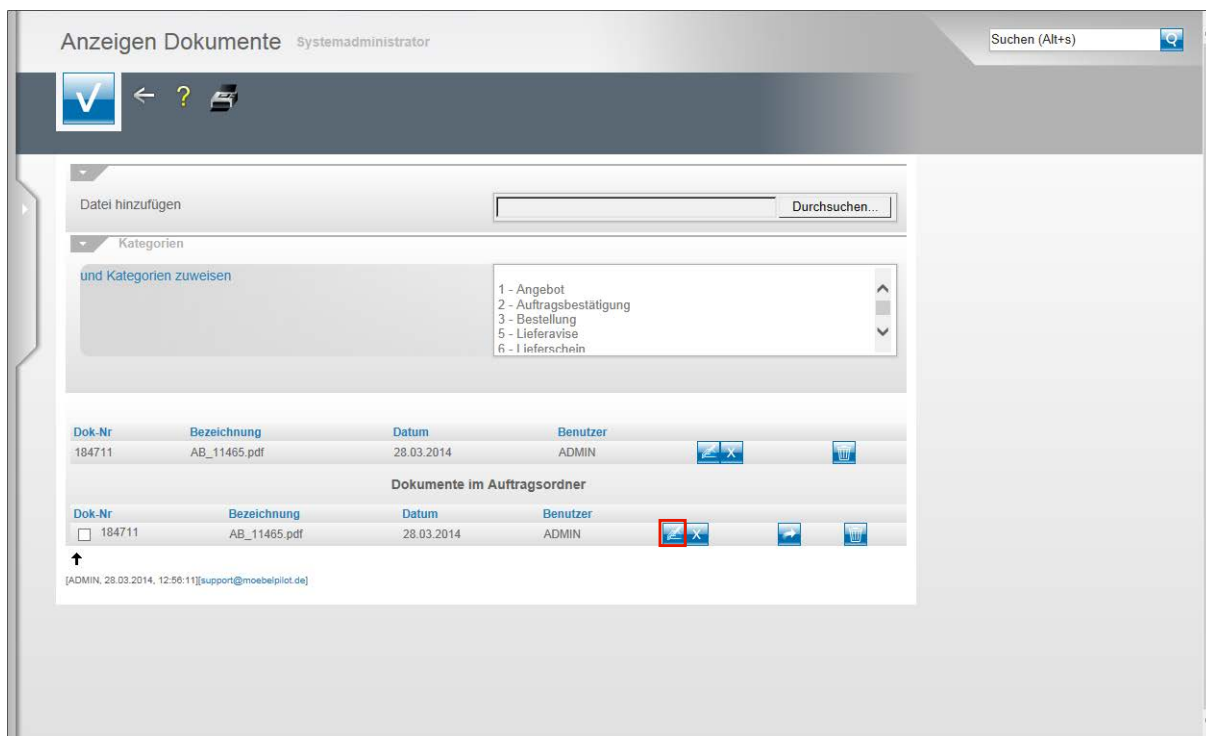 Anzeigen Dokumente Systemadministrator
Suchen (Alt+s)
?
Datei hinzufügen
Durchsuchen...
Kategorien
und Kategorien zuweisen
1 - Angebot
2 - Auftragsbestätigung
3 - Bestellung
5 - Lieferavise
6 - Lieferschein
Dok-Nr Bezeichnung Datum Benutzer
184711 AB_11465.pdf 28.03.2014 ADMIN X
Dokumente im Auftragsordner
Dok-Nr Bezeichnung Datum Benutzer
184711 AB_11465.pdf 28.03.2014 ADMIN X
[ADMIN, 28.03.2014, 12:56:11][support@moebelpilot.de]